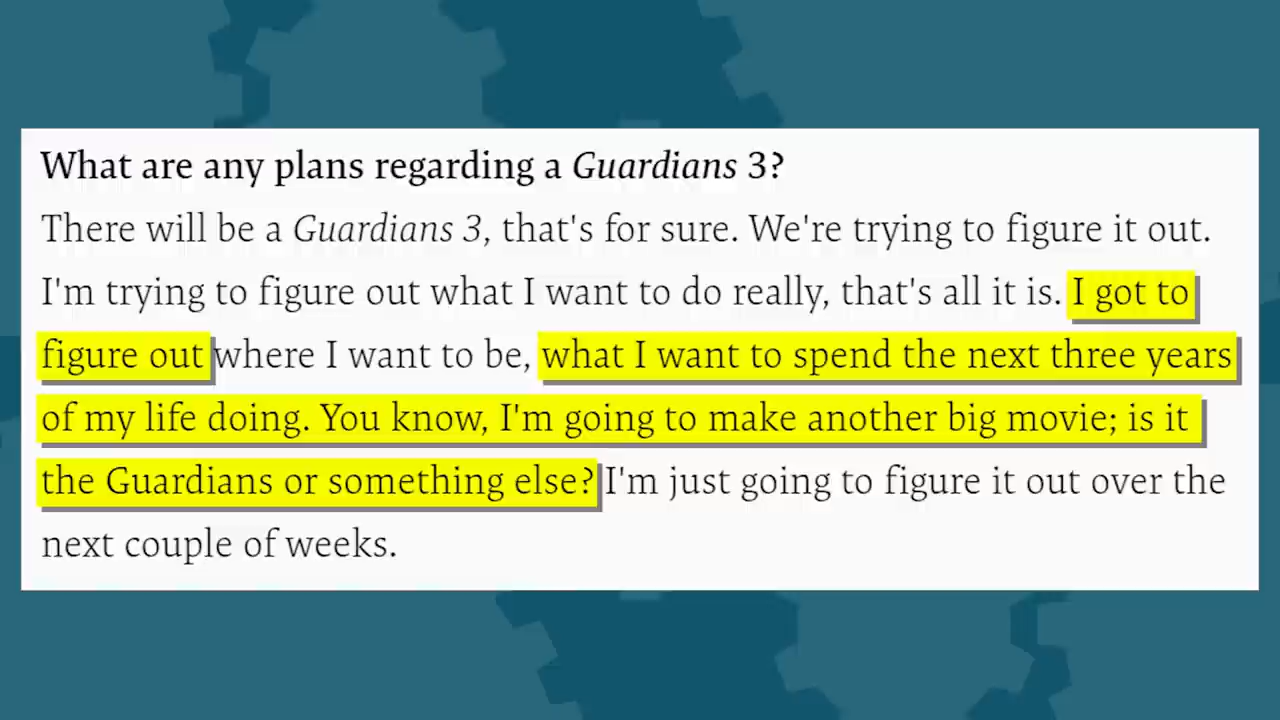 What are any plans regarding a Guardians 3?
There will be a Guardians 3, that's for sure. We're trying to figure it out.
I'm trying to figure out what I want to do really, that's all it is. I got to
figure out where I want to be, what I want to spend the next three years
of my life doing. You know, I'm going to make another big movie; is it
the Guardians or something else? I'm just going to figure it out over the
next couple of weeks.